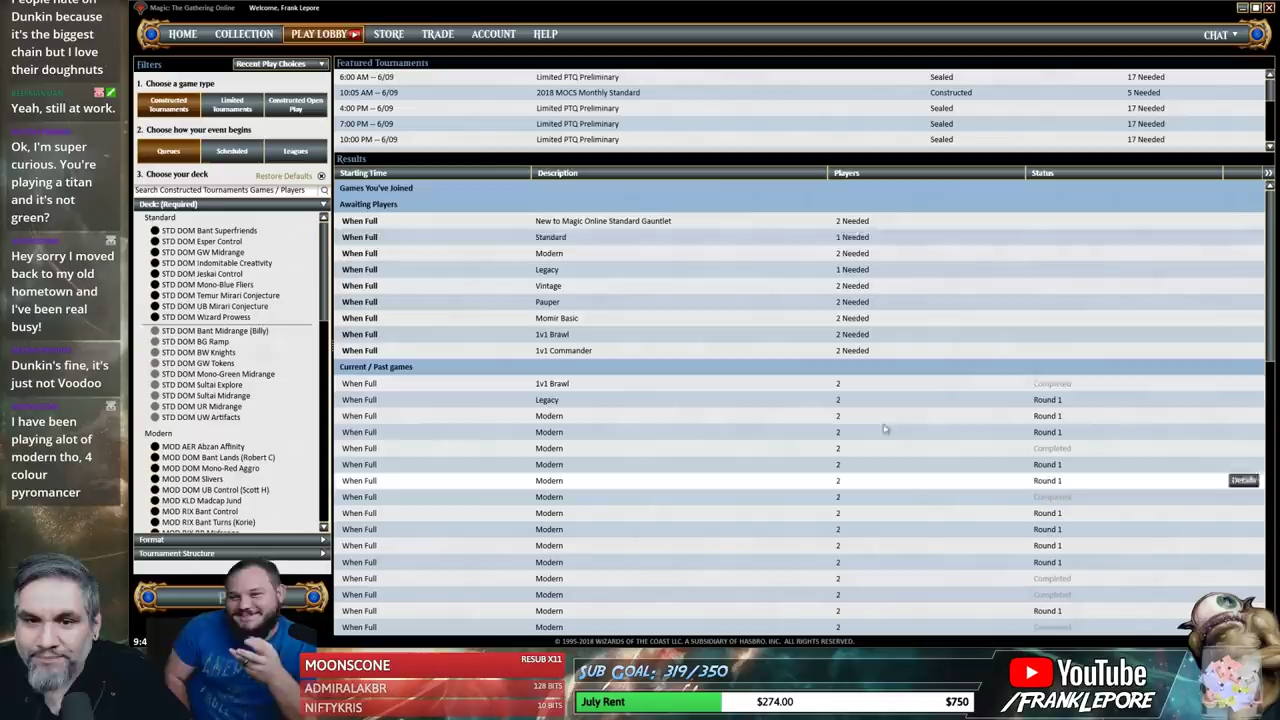 People hate on
Dunkin because
it's the biggest
chain but I love
their doughnuts
Yeah, still work.
Ok, I'm super
curious. You're
playing a titan
and it's not
green?
Hey sorry I moved
back to my old
hometown and
I've been real
busy!
Dunkin's fine, it's
just not Voodoo
I have been
playing alot of
modern tho, 4
colour
pyromancer
9:4
Magic: The Gathering Online Welcome, Frank Lepore
HOME COLLECTION PLAY LOBBY STORE TRADE ACCOUNT HELP CHAT
Filters Recent Play Choices
1. Choose a game type
Constructed Tournaments Limited Tournaments Constructed Open Play
2. Choose how your event begins
Queues Scheduled Leagues
3. Choose your deck Restore Defaults
Search Constructed Tournaments Games / Players
Deck: (Required)
Standard
STD DOM Bant Superfriends
STD DOM Esper Control
STD DOM GW Midrange
STD DOM Indomitable Creativity
STD DOM Jeskai Control
STD DOM Mono-Blue Fliers
STD DOM Temur Mirari Conjecture
STD DOM UB Mirari Conjecture
STD DOM Wizard Prowess
STD DOM Bant Midrange (Billy)
STD DOM BG Ramp
STD DOM BW Knights
STD DOM GW Tokens
STD DOM Mono-Green Midrange
STD DOM Sultai Explore
STD DOM Sultai Midrange
STD DOM UR Midrange
STD DOM UW Artifacts
Modern
MOD AER Abzan Affinity
MOD DOM Bant Lands (Robert C)
MOD DOM Mono-Red Aggro
MOD DOM Slivers
MOD DOM UB Control (Scott H)
MOD KLD Madcap Jund
MOD RIX Bant Control
MOD RIX Bant Turns (Korie)
Format
Tournament Structure
Featured Tournaments
6:00 AM -- 6/09 Limited PTQ Preliminary Sealed 17 Needed
10:05 AM -- 6/09 2018 MOCS Monthly Standard Constructed 5 Needed
4:00 PM -- 6/09 Limited PTQ Preliminary Sealed 17 Needed
7:00 PM -- 6/09 Limited PTQ Preliminary Sealed 17 Needed
10:00 PM -- 6/09 Limited PTQ Preliminary Sealed 17 Needed
Results
Starting Time Description Players Status
Games You've Joined
Awaiting Players
When Full New to Magic Online Standard Gauntlet 2 Needed
When Full Standard 1 Needed
When Full Modern 2 Needed
When Full Legacy 1 Needed
When Full Vintage 2 Needed
When Full Pauper 2 Needed
When Full Momir Basic 2 Needed
When Full 1v1 Brawl 2 Needed
When Full 1v1 Commander 2 Needed
Current / Past games
When Full 1v1 Brawl 2 Completed
When Full Legacy 2 Round 1
When Full Modern 2 Round 1
When Full Modern 2 Round 1
When Full Modern 2 Completed
When Full Modern 2 Round 1
When Full Modern 2 Round 1 Details
When Full Modern 2 Completed
When Full Modern 2 Round 1
When Full Modern 2 Round 1
When Full Modern 2 Round 1
When Full Modern 2 Round 1
When Full Modern 2 Completed
When Full Modern 2 Completed
When Full Modern 2 Round 1
When Full Modern 2 Completed
© 1995-2018 WIZARDS OF THE COAST LLC. A SUBSIDIARY OF HASBRO, INC. ALL RIGHTS RESERVED.
MOONSCONE RESUB X11
ADMIRALAKBR 128 BITS
NIFTYKRIS 10 BITS
SUB GOAL: 319/350
July Rent $274.00 $750
YouTube
/FRANKLEPORE